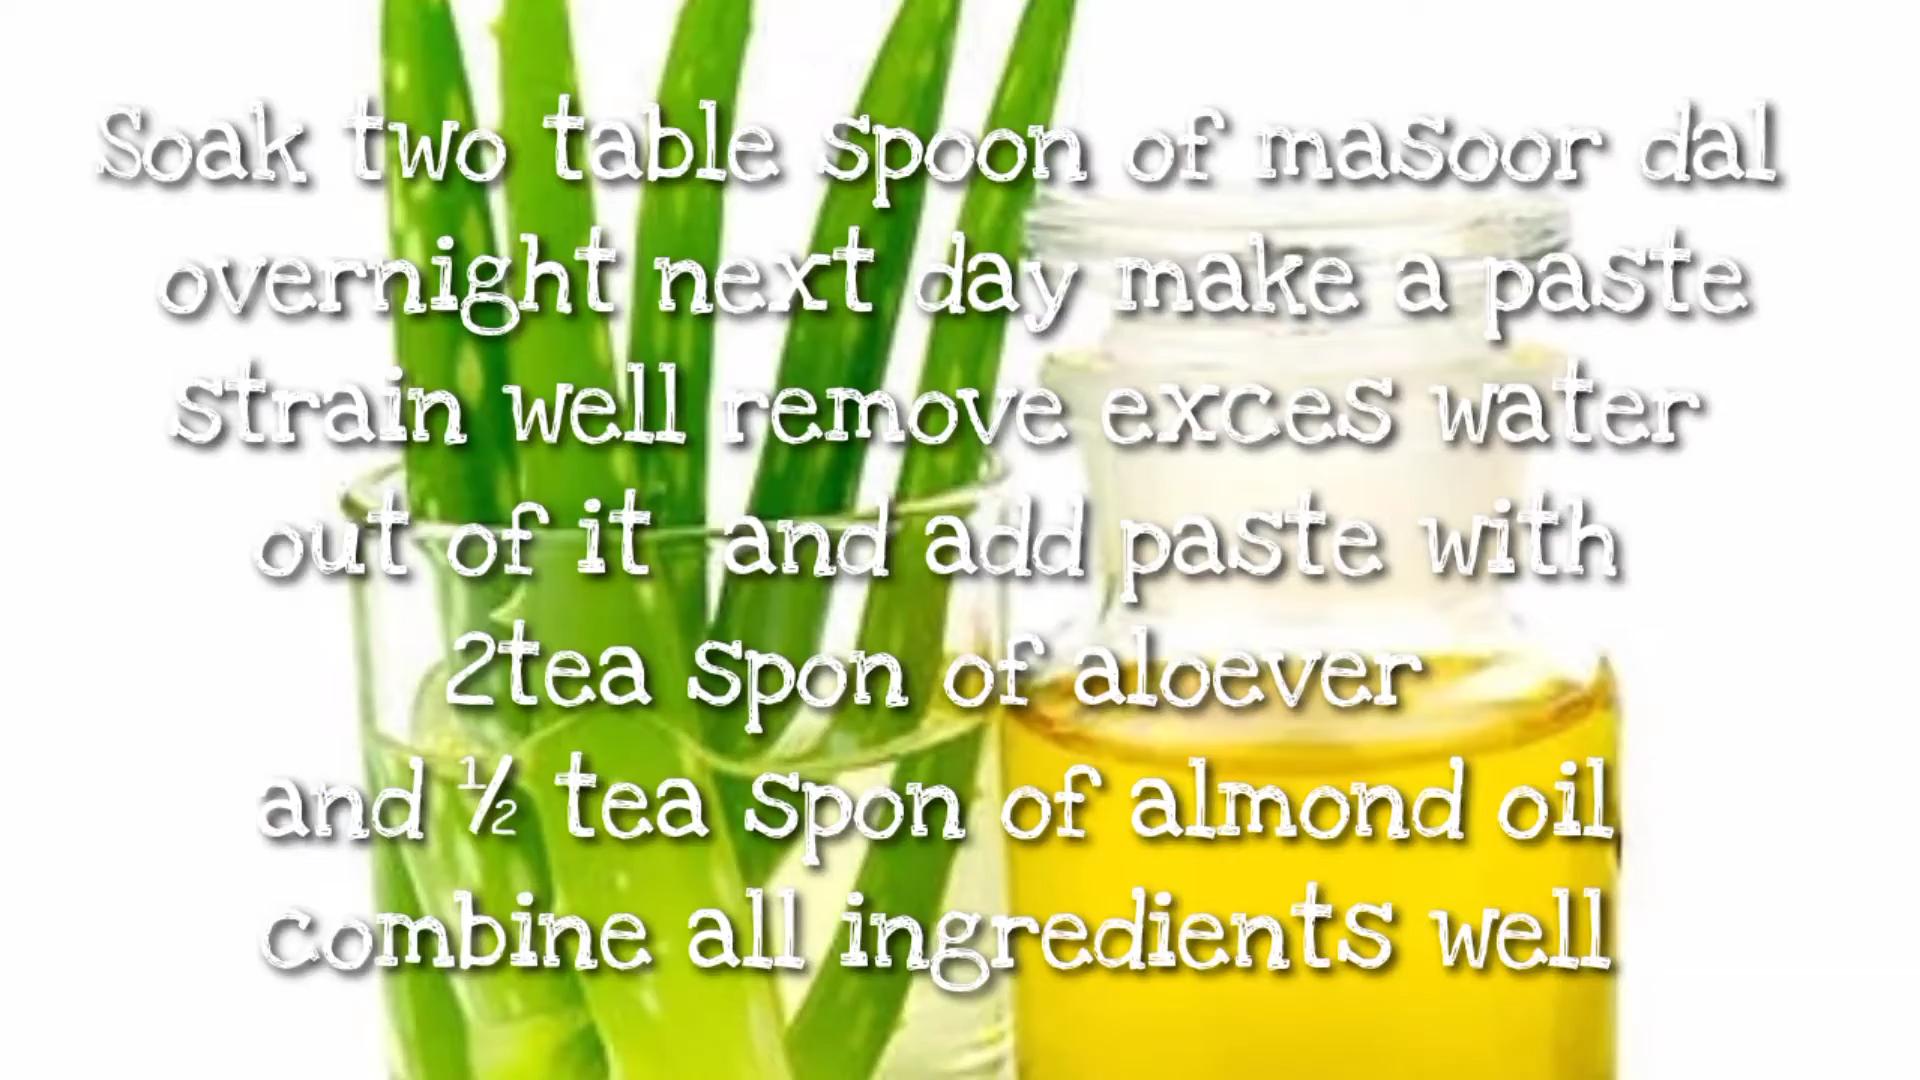 Soak two table spoon of masoor dal
overnight next day make a paste
strain well remove exces water
out of it and add paste with
2tea spon of aloever
and ½ tea spon of almond oil
combine all ingredients well